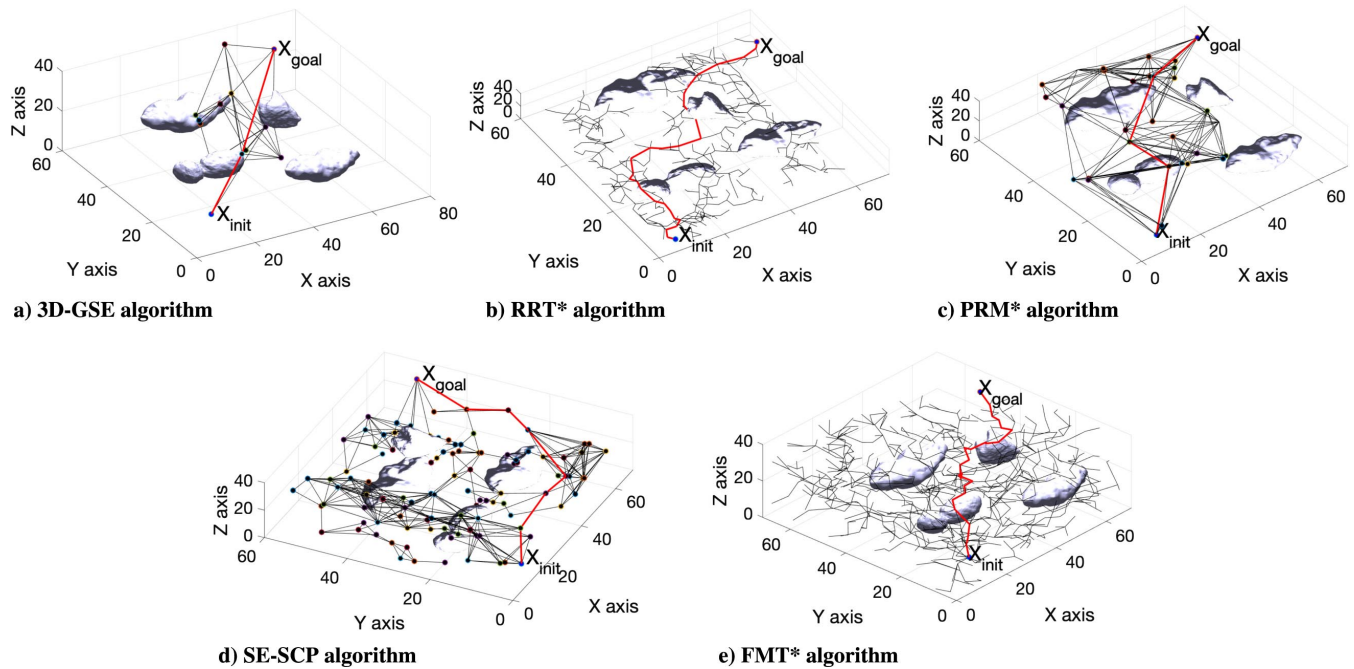 X goal
40
Z axis
20
0
60
40
20
Y axis
0
0
20
40
60
80
X axis
X init
a) 3D-GSE algorithm
X goal
40
20
Z axis
0
60
40
20
Y axis
0
0
20
40
60
X axis
X init
b) RRT* algorithm
X goal
40
20
Z axis
0
60
40
20
Y axis
0
0
20
40
60
X axis
X init
c) PRM* algorithm
X goal
40
20
Z axis
0
60
40
20
Y axis
0
0
20
40
60
X axis
X init
d) SE-SCP algorithm
X goal
40
20
Z axis
0
60
40
20
Y axis
0
0
20
40
60
X axis
X init
e) FMT* algorithm